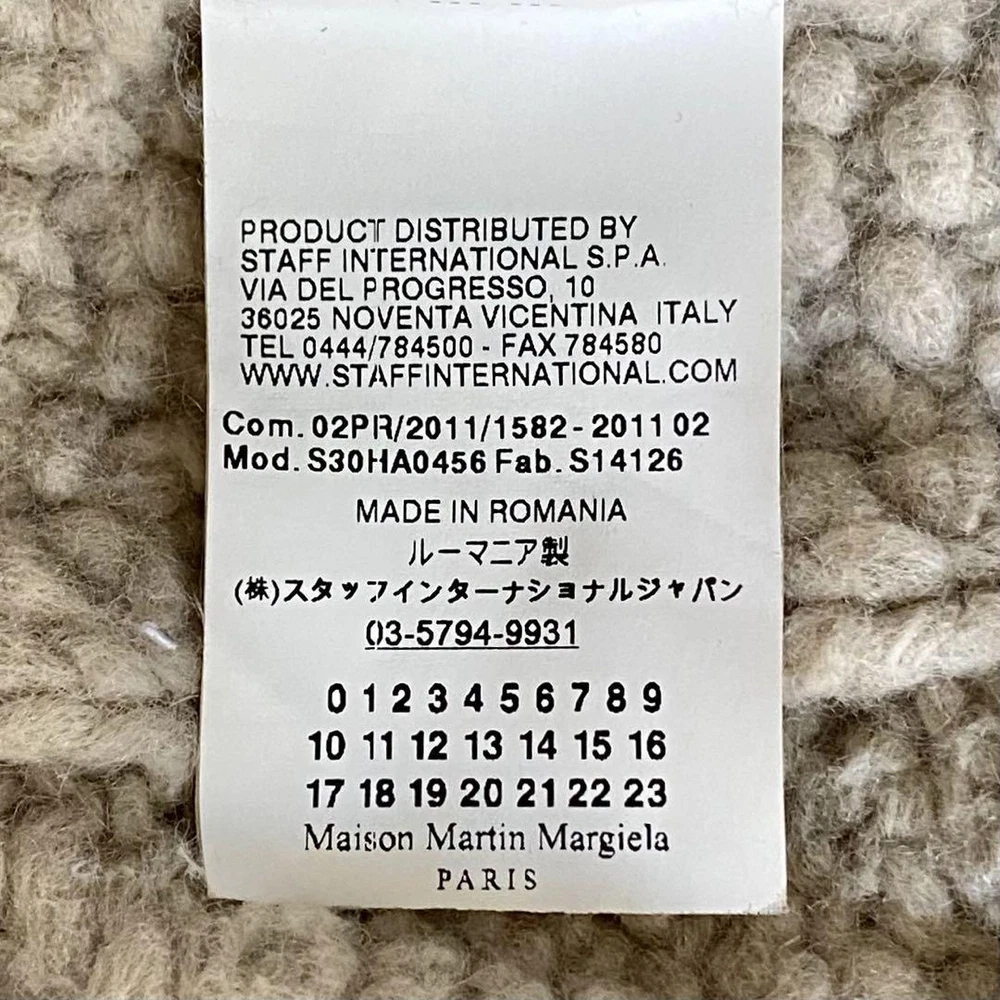 PRODUCT DISTRIBUTED BY
STAFF INTERNATIONAL S.P.A.
VIA DEL PROGRESSO, 10
36025 NOVENTA VICENTINA ITALY
TEL 0444/784500 - FAX 784580
WWW.STAFFINTERNATIONAL.COM
Com. 02PR/2011/1582 - 2011 02
Mod. S30HA0456 Fab. S14126
MADE IN ROMANIA
ルーマニア製
(株)スタッフインターナショナルジャパン
03-5794-9931
0 1 2 3 4 5 6 7 8 9
10 11 12 13 14 15 16
17 18 19 20 21 22 23
Maison Martin Margiela
PARIS